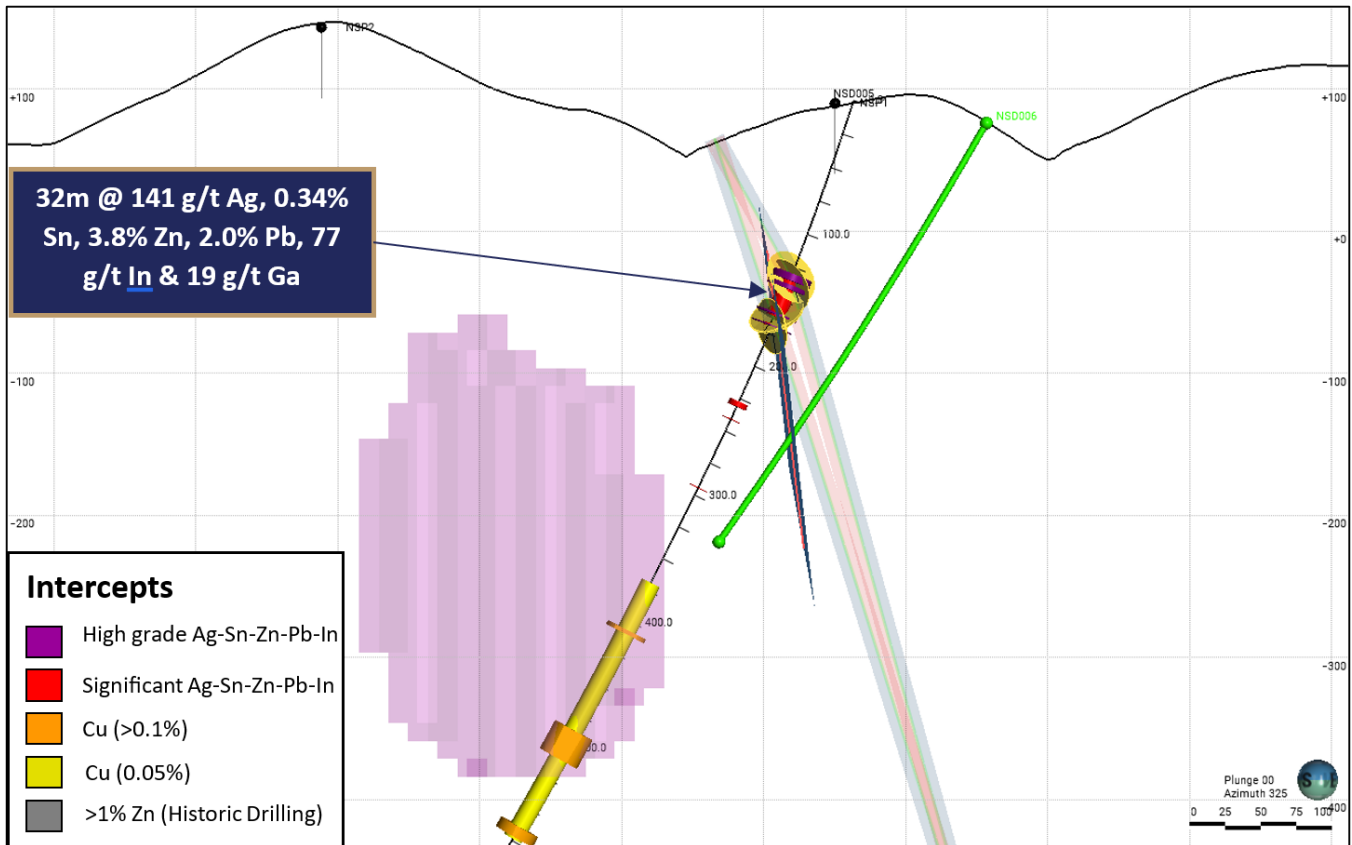 NSP2
+100
NSD005
NSP1
+100
NSD006
32m @ 141 g/t Ag, 0.34%
Sn, 3.8% Zn, 2.0% Pb, 77
g/t In & 19 g/t Ga
100.0
+0
-100
200.0
-100
300.0
-200
-200
Intercepts
High grade Ag-Sn-Zn-Pb-In
Significant Ag-Sn-Zn-Pb-In
Cu (>0.1%)
Cu (0.05%)
>1% Zn (Historic Drilling)
400.0
-300
00.0
Plunge 00
Azimuth 325
S
-400
0 25 50 75 100